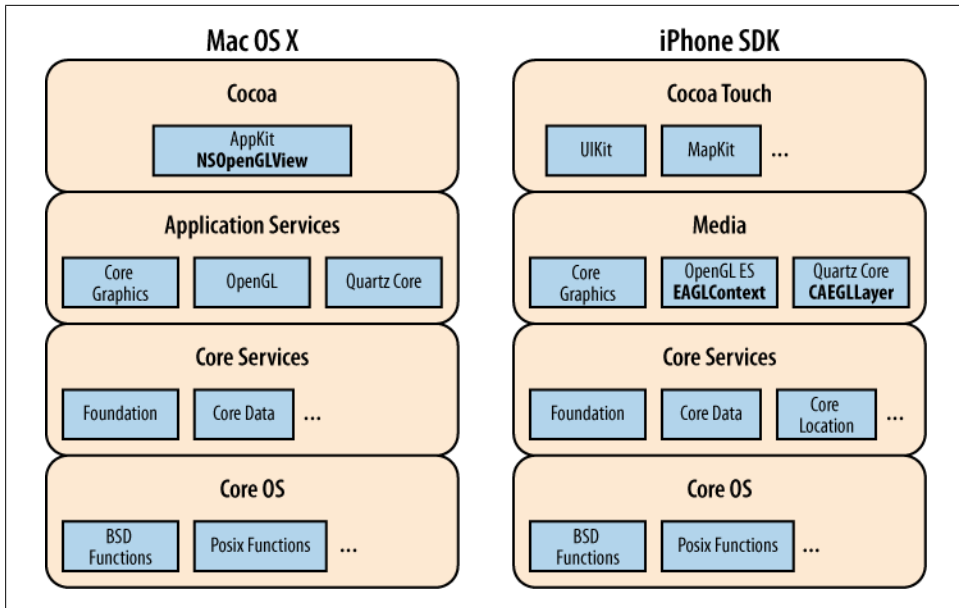 Mac OS X
Cocoa
AppKit
NSOpenGLView
Application Services
Core
Graphics
OpenGL
Quartz Core
Core Services
Foundation
Core Data
...
Core OS
BSD
Functions
Posix Functions
...
iPhone SDK
Cocoa Touch
UIKit
MapKit
...
Media
Core
Graphics
OpenGL ES
EAGLContext
Quartz Core
CAEGLLayer
Core Services
Foundation
Core Data
Core
Location
...
Core OS
BSD
Functions
Posix Functions
...